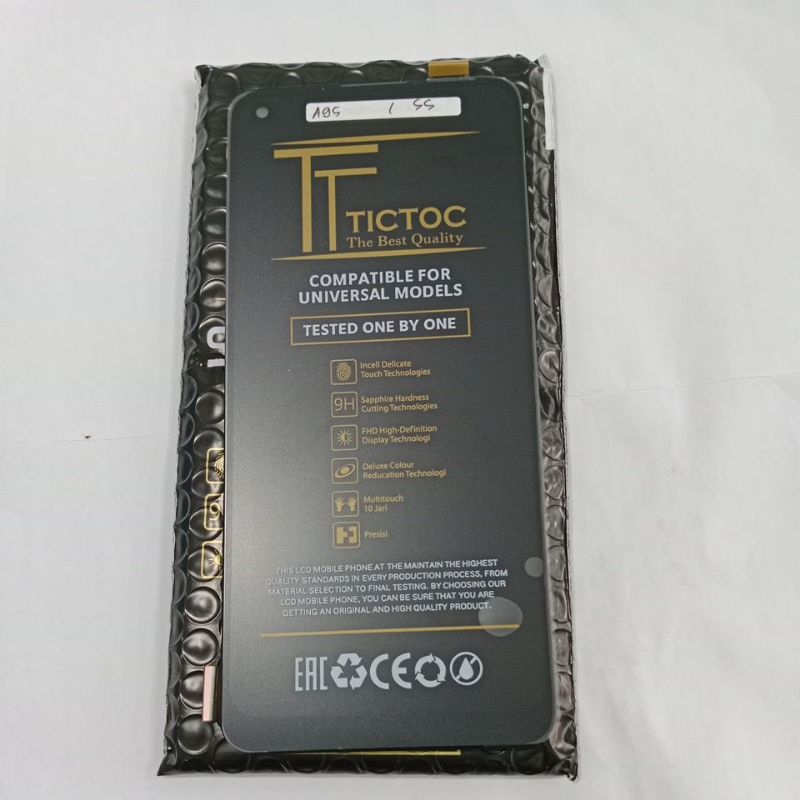 A95 / 55
TT
TICTOC
The Best Quality
COMPATIBLE FOR
UNIVERSAL MODELS
TESTED ONE BY ONE
Incell Delicate
Touch Technologies
9H
Sapphire Hardness
Cutting Technologies
FHD High-Definition
Display Technologi
Deluxe Colour
Reducation Technologi
Multitouch
10 Jari
Presisi
THIS LCD MOBILE PHONE AT THE MAINTAIN THE HIGHEST
QUALITY STANDARDS IN EVERY PRODUCTION PROCESS, FROM
MATERIAL SELECTION TO FINAL TESTING. BY CHOOSING OUR
LCD MOBILE PHONE, YOU CAN BE SURE THAT YOU ARE
GETTING AN ORIGINAL AND HIGH QUALITY PRODUCT.
EAC CE